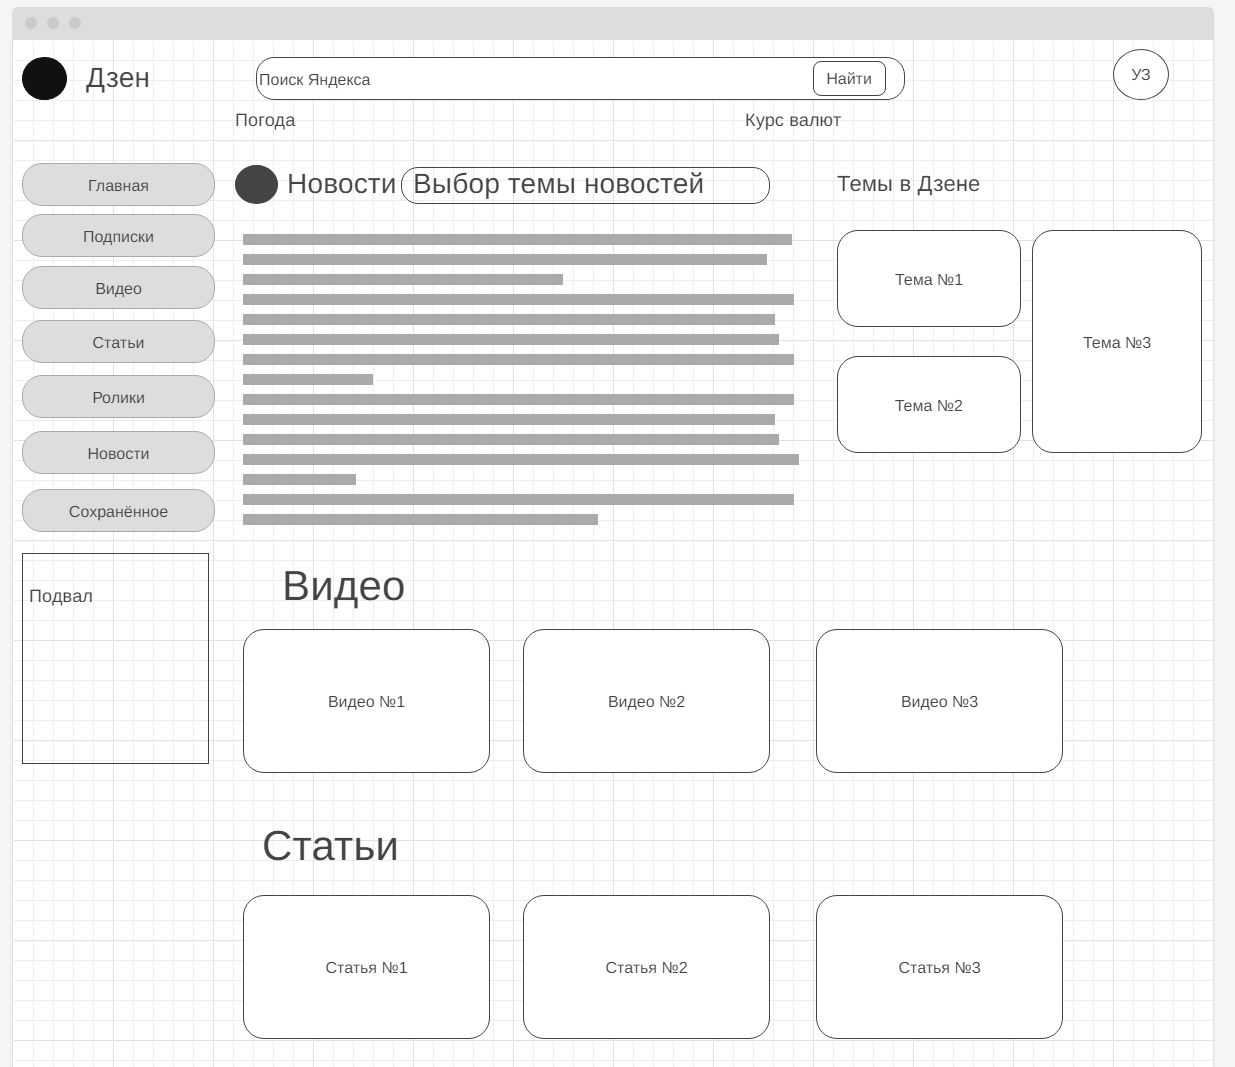 Дзен
Поиск Яндекса
Найти
УЗ
Погода
Курс валют
Главная
Подписки
Видео
Статьи
Ролики
Новости
Сохранённое
Подвал
Новости
Выбор темы новостей
Темы в Дзене
Тема №1
Тема №2
Тема №3
Видео
Видео №1
Видео №2
Видео №3
Статьи
Статья №1
Статья №2
Статья №3